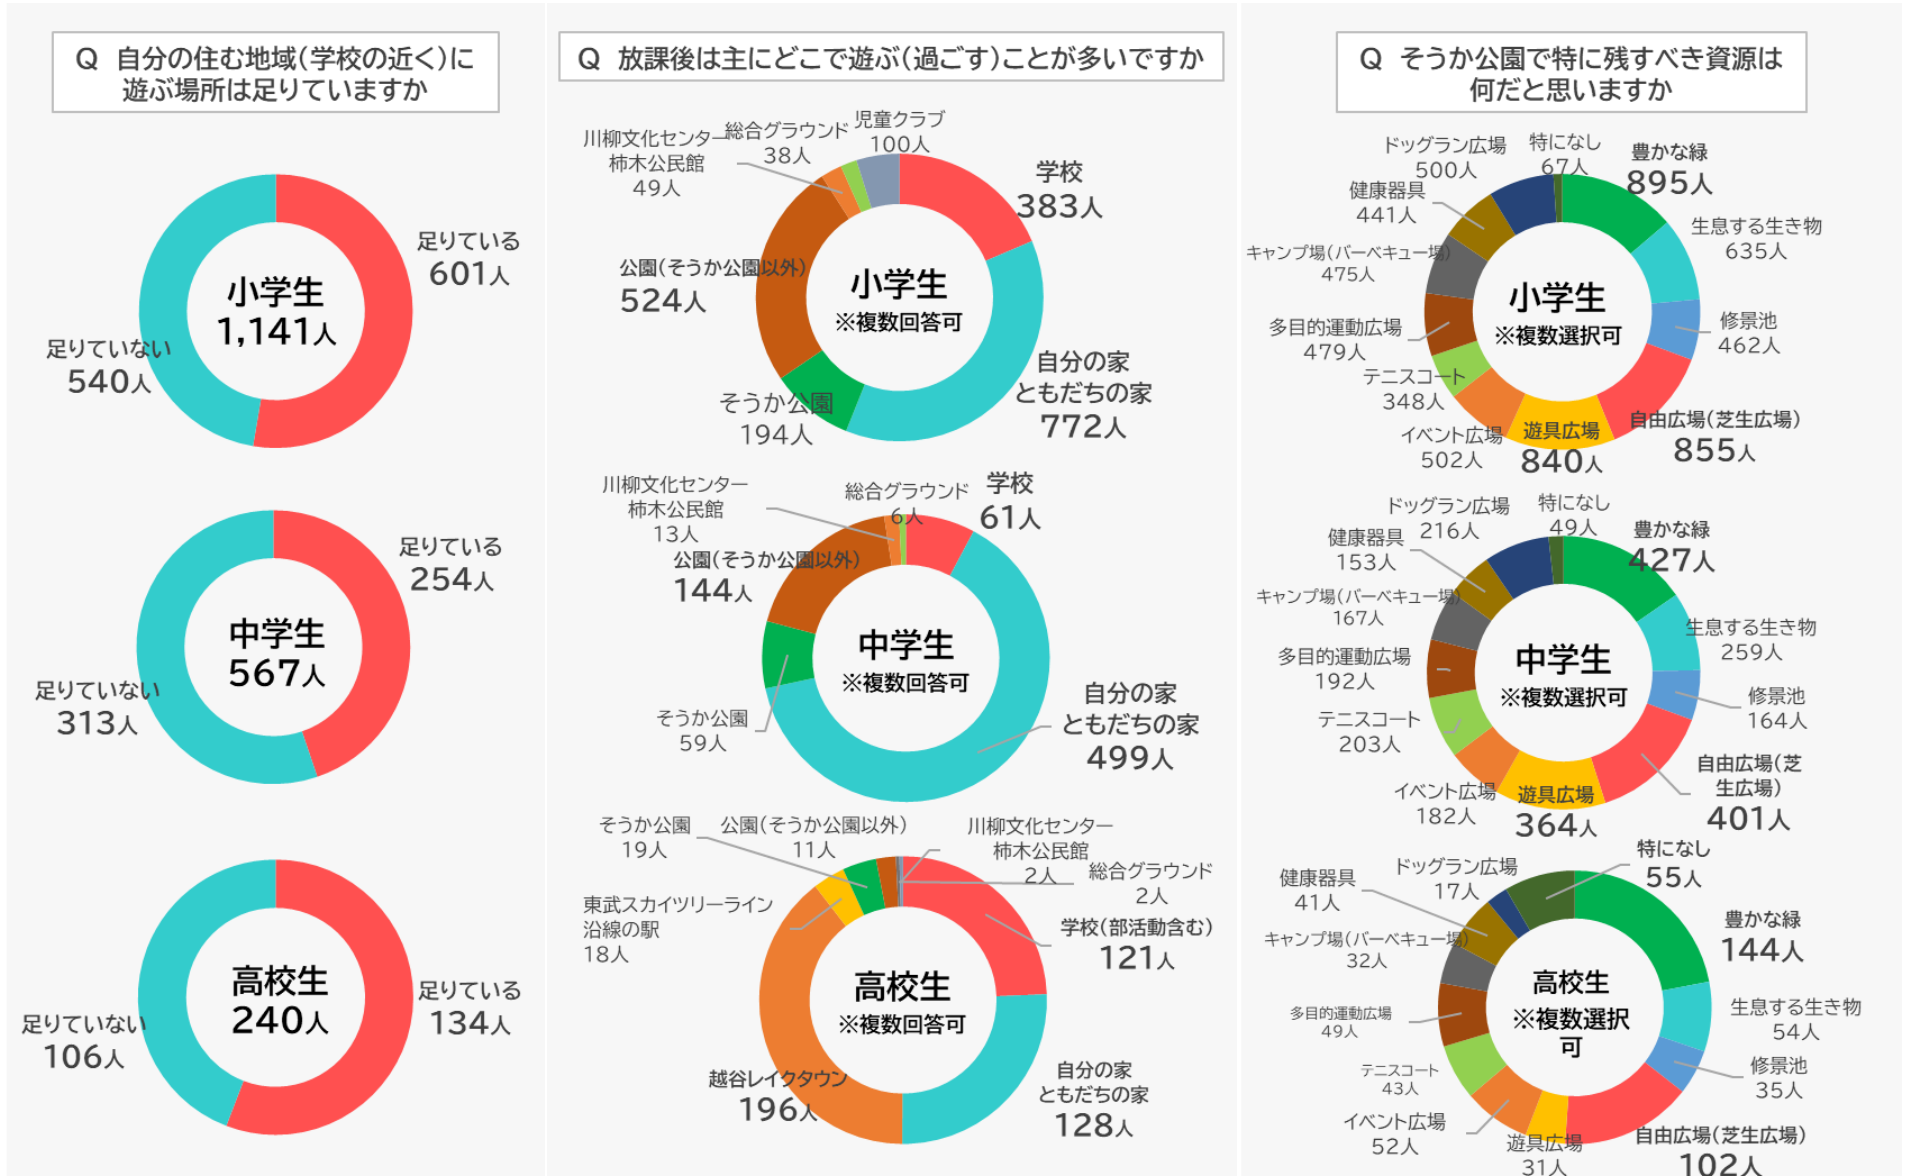 Q 自分の住む地域(学校の近く)に
遊ぶ場所は足りていますか
足りている
601人
小学生
1,141人
足りていない
540人
足りている
254人
中学生
567人
足りていない
313人
高校生
240人
足りている
134人
足りていない
106人
Q 放課後は主にどこで遊ぶ(過ごす)ことが多いですか
児童クラブ
100人
総合グラウンド
38人
川柳文化センター
柿木公民館
49人
学校
383人
公園(そうか公園以外)
524人
小学生
※複数回答可
自分の家
ともだちの家
772人
そうか公園
194人
川柳文化センター
柿木公民館
13人
総合グラウンド
6人
学校
61人
公園(そうか公園以外)
144人
中学生
※複数回答可
そうか公園
59人
自分の家
ともだちの家
499人
そうか公園
19人
公園(そうか公園以外)
11人
川柳文化センター
柿木公民館
2人
総合グラウンド
2人
東武スカイツリーライン
沿線の駅
18人
学校(部活動含む)
121人
高校生
※複数回答可
越谷レイクタウン
196人
自分の家
ともだちの家
128人
Q そうか公園で特に残すべき資源は
何だと思いますか
ドッグラン広場
500人
特になし
67人
豊かな緑
895人
健康器具
441人
生息する生き物
635人
キャンプ場(バーベキュー場)
475人
小学生
※複数選択可
多目的運動広場
479人
修景池
462人
テニスコート
348人
イベント広場
502人
遊具広場
840人
自由広場(芝生広場)
855人
ドッグラン広場
216人
特になし
49人
豊かな緑
427人
健康器具
153人
キャンプ場(バーベキュー場)
167人
生息する生き物
259人
多目的運動広場
192人
中学生
※複数選択可
修景池
164人
テニスコート
203人
イベント広場
182人
遊具広場
364人
自由広場(芝
生広場)
401人
ドッグラン広場
17人
特になし
55人
健康器具
41人
豊かな緑
144人
キャンプ場(バーベキュー場)
32人
高校生
※複数選択
可
生息する生き物
54人
多目的運動広場
49人
修景池
35人
テニスコート
43人
イベント広場
52人
遊具広場
31人
自由広場(芝生広場)
102人